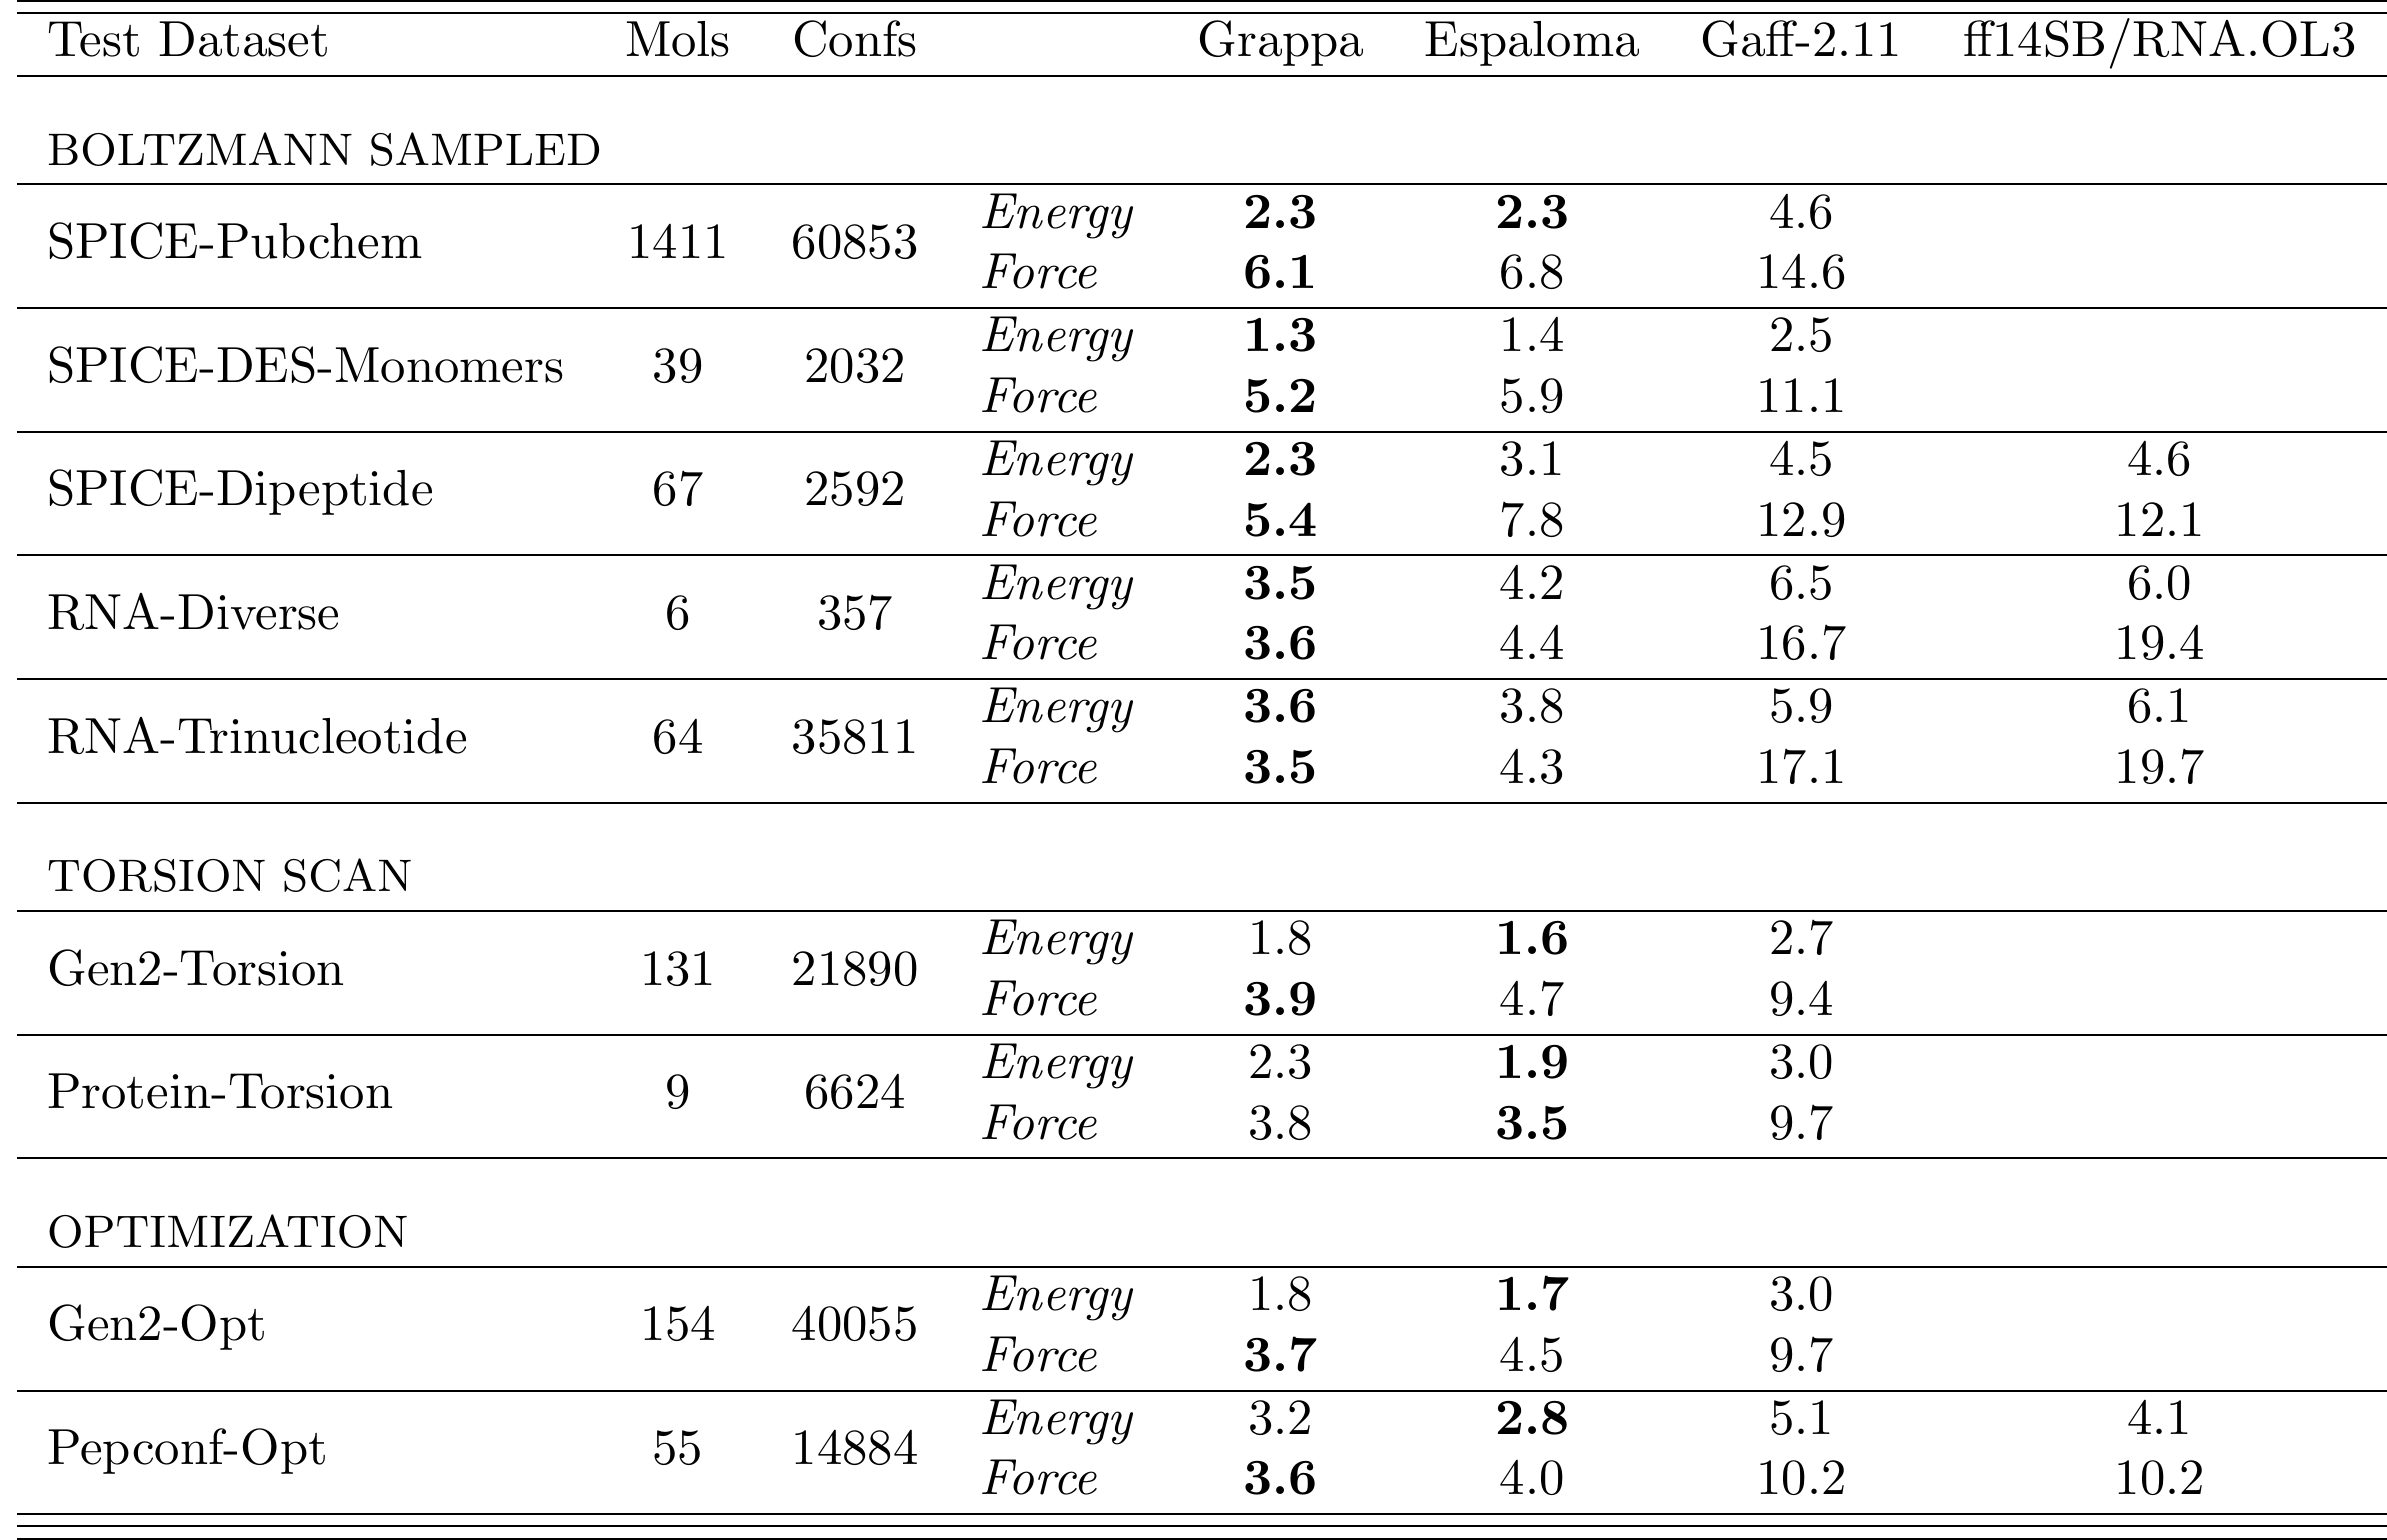 Test Dataset Mols Confs Grappa Espaloma Gaff-2.11 ff14SB/RNA.OL3
BOLTZMANN SAMPLED
SPICE-Pubchem 1411 60853 Energy 2.3 2.3 4.6
Force 6.1 6.8 14.6
SPICE-DES-Monomers 39 2032 Energy 1.3 1.4 2.5
Force 5.2 5.9 11.1
SPICE-Dipeptide 67 2592 Energy 2.3 3.1 4.5 4.6
Force 5.4 7.8 12.9 12.1
RNA-Diverse 6 357 Energy 3.5 4.2 6.5 6.0
Force 3.6 4.4 16.7 19.4
RNA-Trinucleotide 64 35811 Energy 3.6 3.8 5.9 6.1
Force 3.5 4.3 17.1 19.7
TORSION SCAN
Gen2-Torsion 131 21890 Energy 1.8 1.6 2.7
Force 3.9 4.7 9.4
Protein-Torsion 9 6624 Energy 2.3 1.9 3.0
Force 3.8 3.5 9.7
OPTIMIZATION
Gen2-Opt 154 40055 Energy 1.8 1.7 3.0
Force 3.7 4.5 9.7
Pepconf-Opt 55 14884 Energy 3.2 2.8 5.1 4.1
Force 3.6 4.0 10.2 10.2